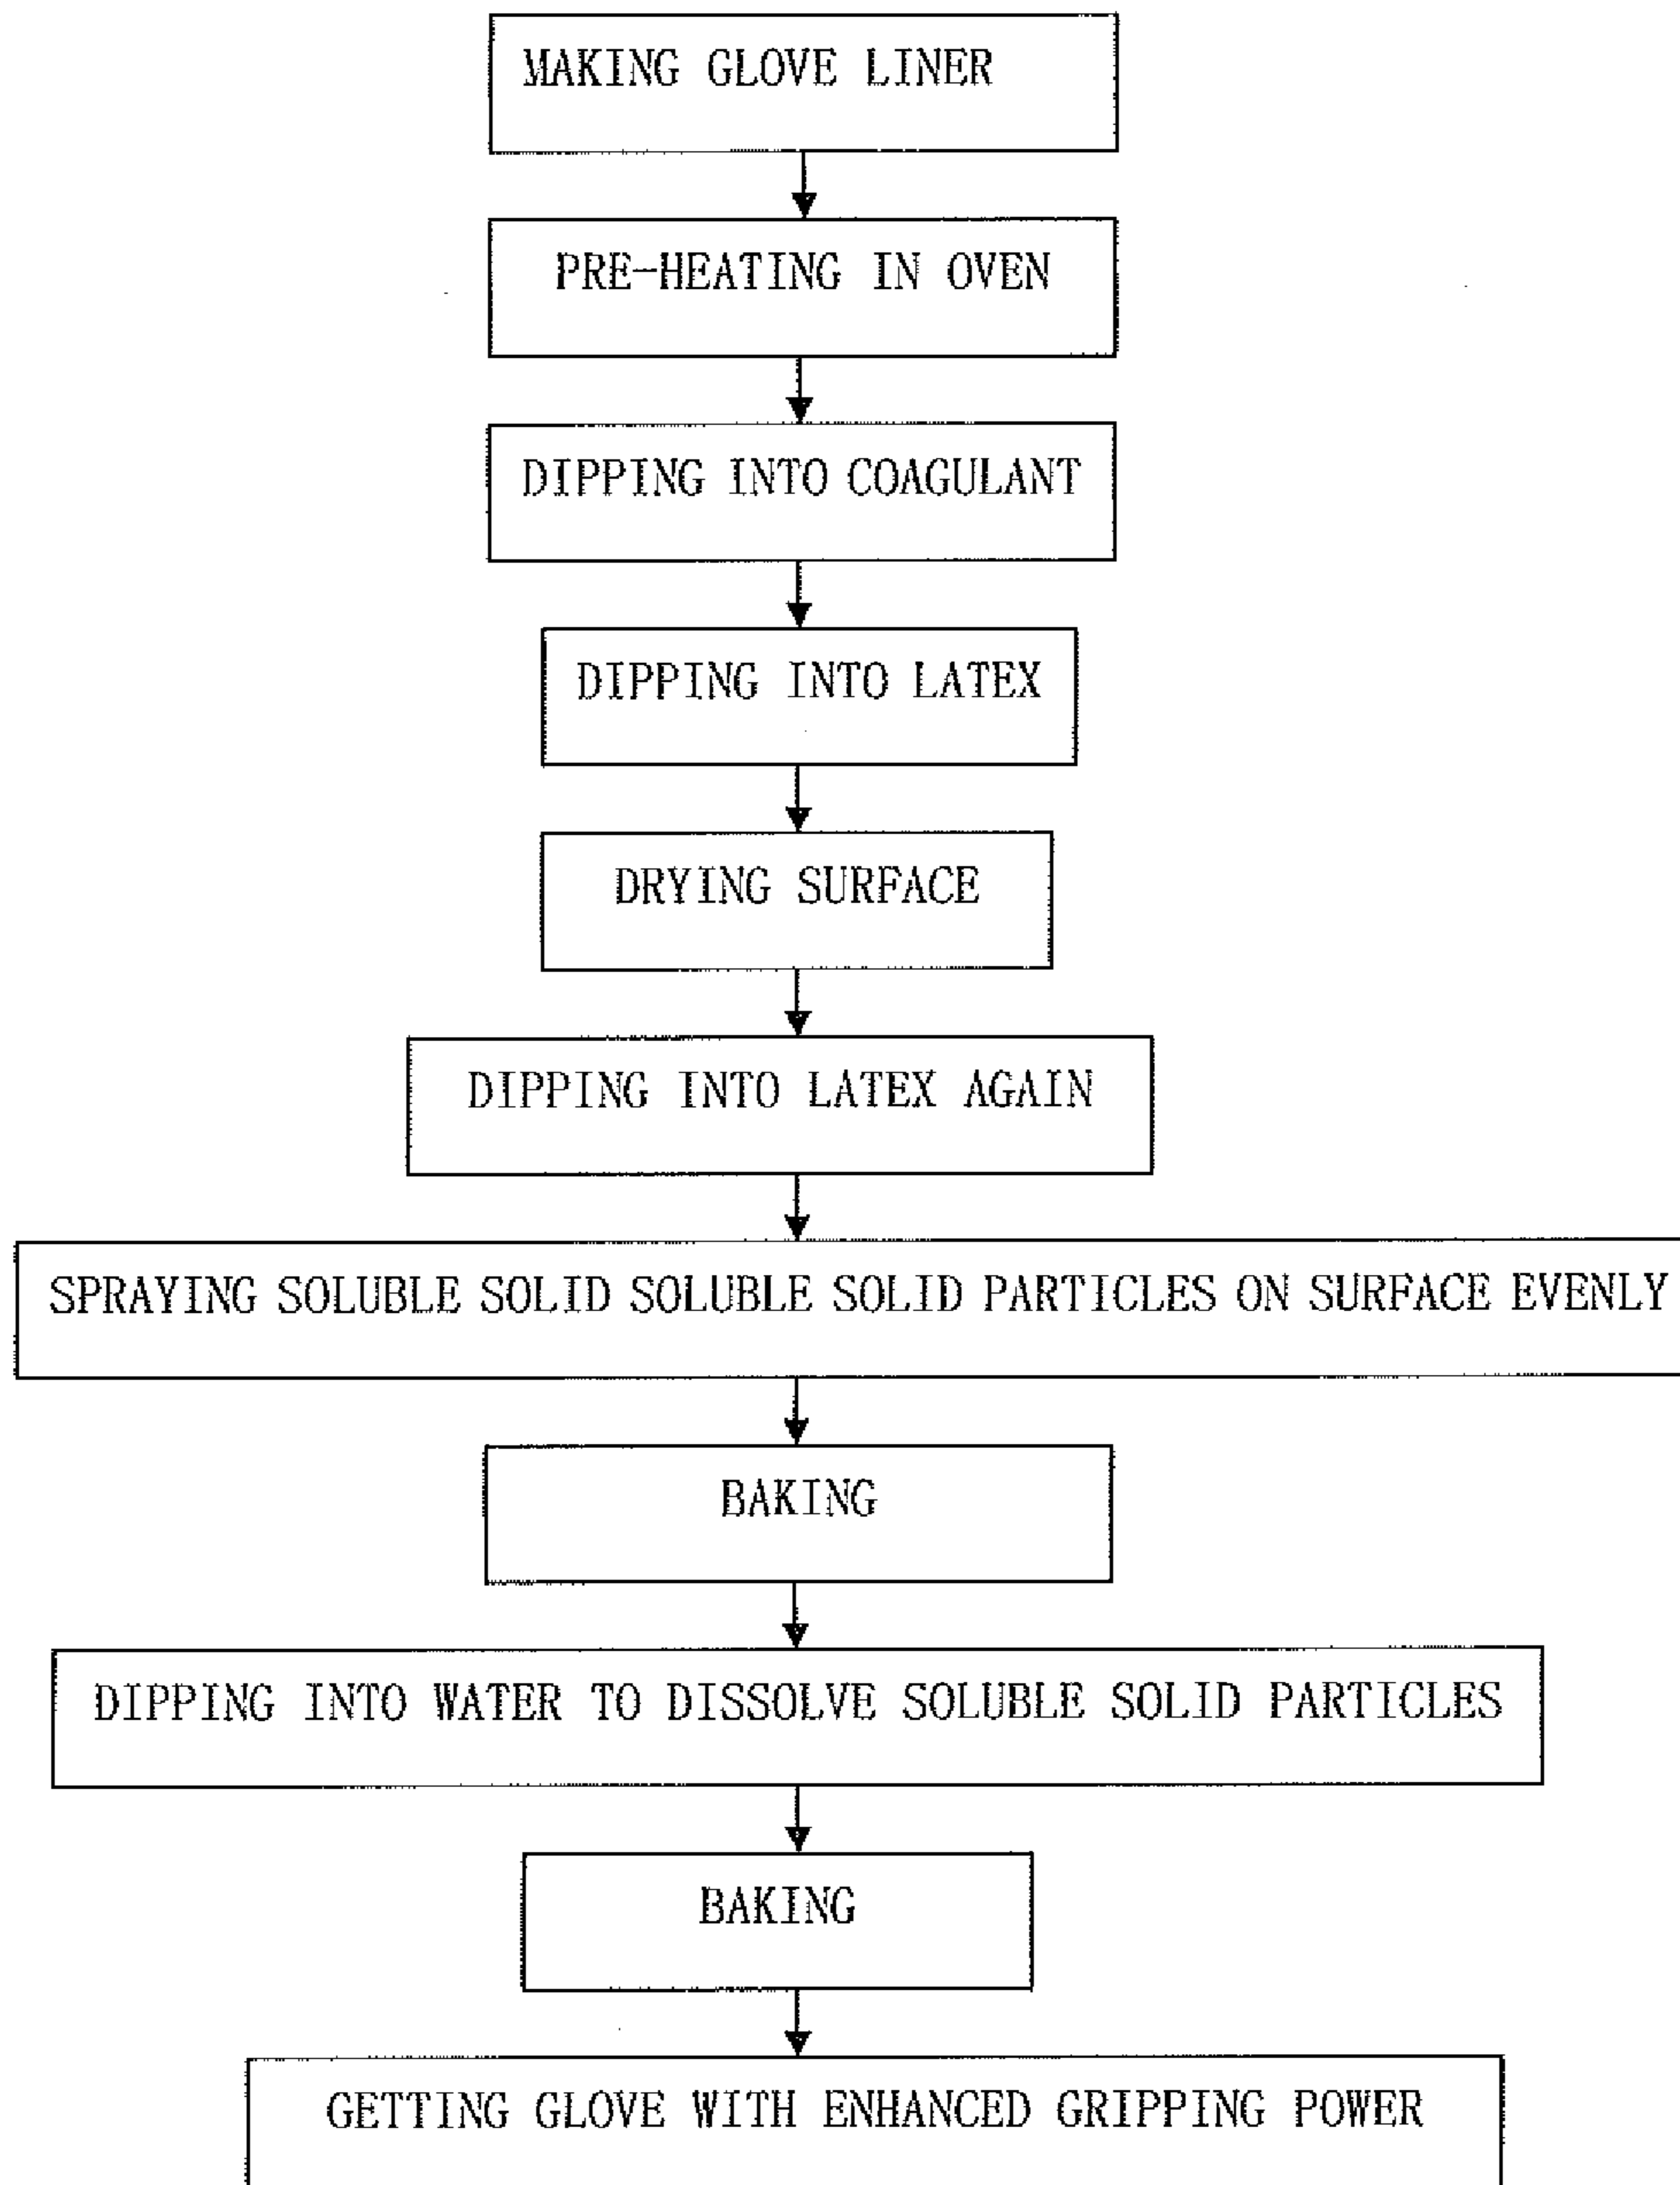 MAKING GLOVE LINER
PRE-HEATING IN OVEN
DIPPING INTO COAGULANT
DIPPING INTO LATEX
DRYING SURFACE
DIPPING INTO LATEX AGAIN
SPRAYING SOLUBLE SOLID SOLUBLE SOLID PARTICLES ON SURFACE EVENLY
BAKING
DIPPING INTO WATER TO DISSOLVE SOLUBLE SOLID PARTICLES
BAKING
GETTING GLOVE WITH ENHANCED GRIPPING POWER